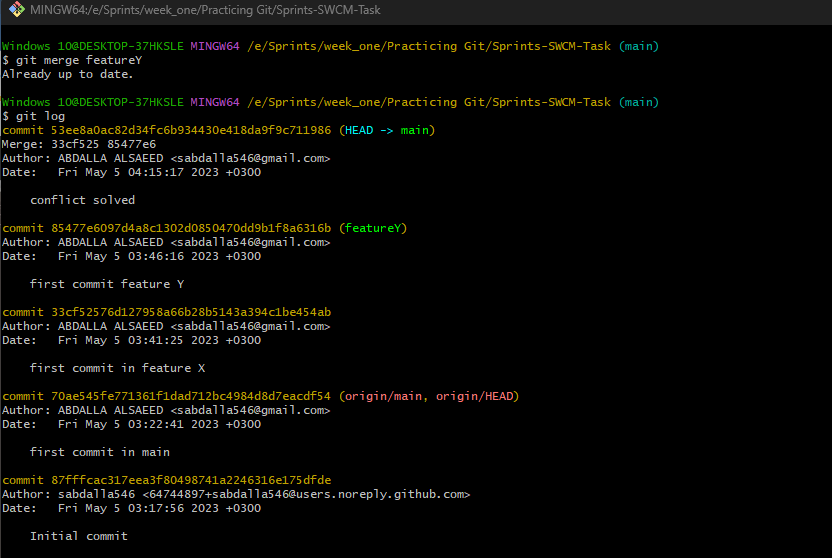 MINGW64:/e/Sprints/week_one/Practicing Git/Sprints-SWCM-Task
Windows 10@DESKTOP-37HKSLE MINGW64 /e/Sprints/week_one/Practicing Git/Sprints-SWCM-Task (main)
$ git merge featureY
Already up to date.
Windows 10@DESKTOP-37HKSLE MINGW64 /e/Sprints/week_one/Practicing Git/Sprints-SWCM-Task (main)
$ git log
commit 53ee8a0ac82d34fc6b934430e418da9f9c711986 (HEAD -> main)
Merge: 33cf525 85477e6
Author: ABDALLA ALSAEED <sabdalla546@gmail.com>
Date:   Fri May 5 04:15:17 2023 +0300
    conflict solved
commit 85477e6097d4a8c1302d0850470dd9b1f8a6316b (featureY)
Author: ABDALLA ALSAEED <sabdalla546@gmail.com>
Date:   Fri May 5 03:46:16 2023 +0300
    first commit feature Y
commit 33cf52576d127958a66b28b5143a394c1be454ab
Author: ABDALLA ALSAEED <sabdalla546@gmail.com>
Date:   Fri May 5 03:41:25 2023 +0300
    first commit in feature X
commit 70ae545fe771361f1dad712bc4984d8d7eacdf54 (origin/main, origin/HEAD)
Author: ABDALLA ALSAEED <sabdalla546@gmail.com>
Date:   Fri May 5 03:22:41 2023 +0300
    first commit in main
commit 87fffcac317eea3f80498741a2246316e175dfde
Author: sabdalla546 <64744897+sabdalla546@users.noreply.github.com>
Date:   Fri May 5 03:17:56 2023 +0300
    Initial commit